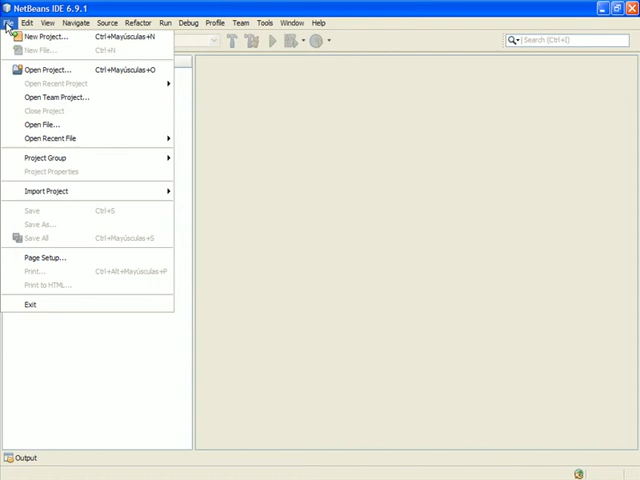 NetBeans IDE 6.9.1
File Edit View Navigate Source Refactor Run Debug Profile Team Tools Window Help
Search (Ctrl+I)
New Project... Ctrl+Mayúsculas+N
New File... Ctrl+N
Open Project... Ctrl+Mayúsculas+O
Open Recent Project
Open Team Project...
Close Project
Open File...
Open Recent File
Project Group
Project Properties
Import Project
Save Ctrl+S
Save As...
Save All Ctrl+Mayúsculas+S
Page Setup...
Print... Ctrl+Alt+Mayúsculas+P
Print to HTML...
Exit
Output